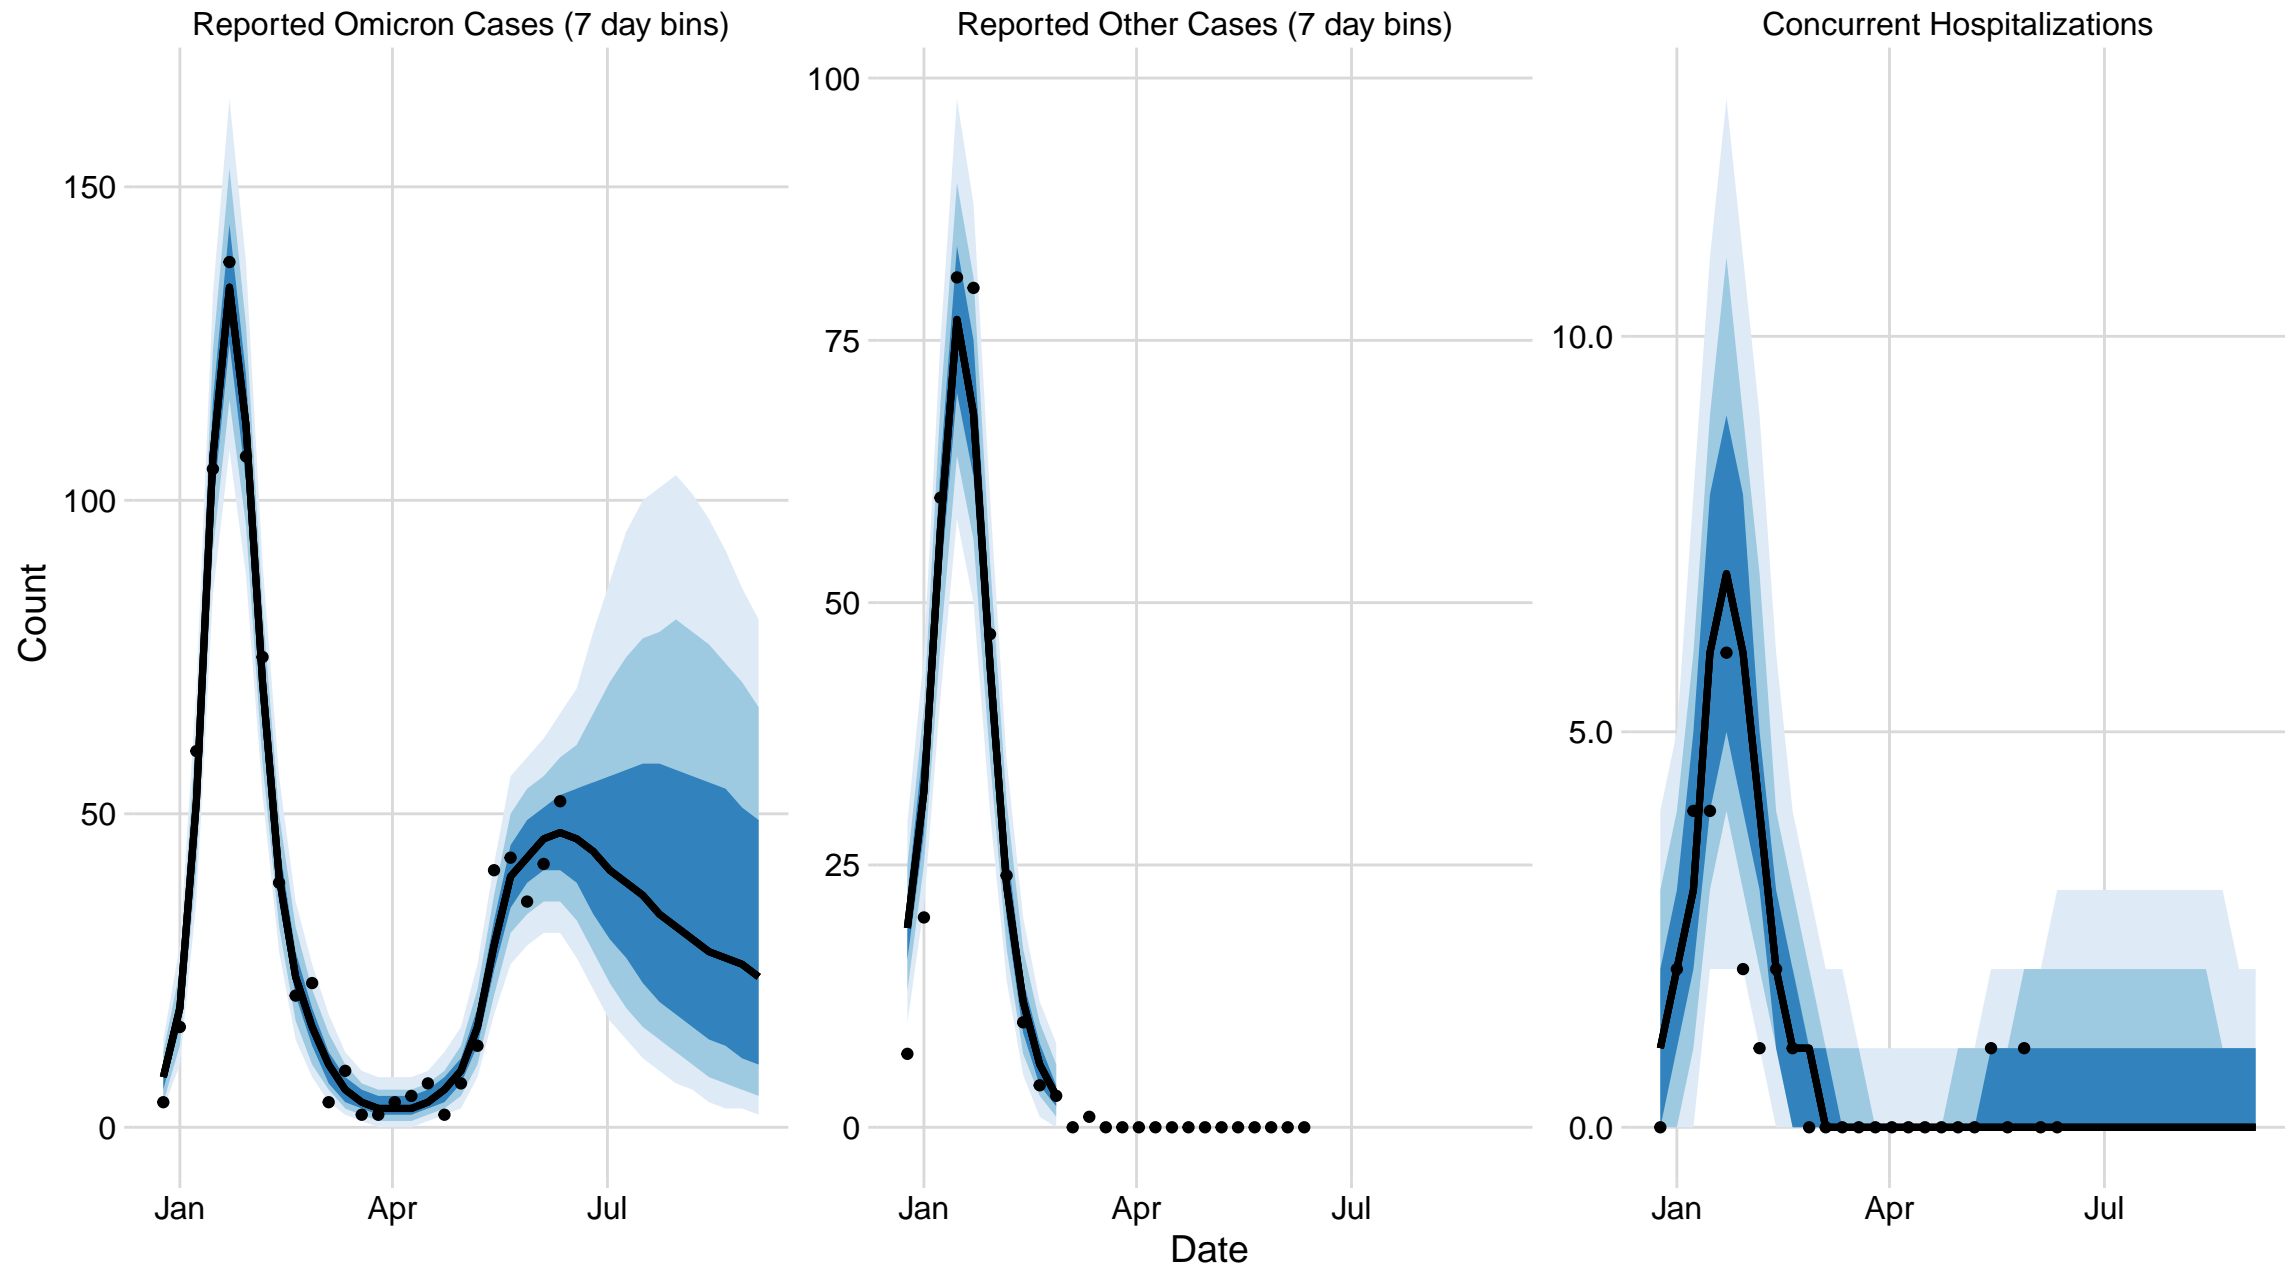 Reported Omicron Cases (7 day bins)
Reported Other Cases (7 day bins)
Concurrent Hospitalizations
Count
150
100
50
0
100
75
50
25
0
10.0
5.0
0.0
Jan Apr Jul
Jan Apr Jul
Jan Apr Jul
Date